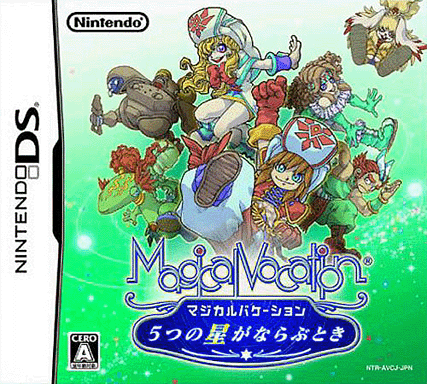 Nintendo®
NINTENDO DS
Magical Vacation®
マジカルバケーション
5つの星がならぶとき
CERO
A
NTR-AVCJ-JPN